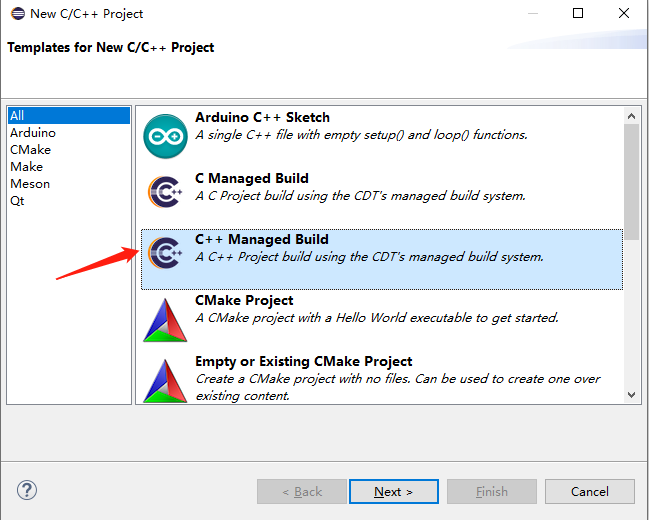 New C/C++ Project
Templates for New C/C++ Project
All
Arduino
CMake
Make
Meson
Qt
Arduino C++ Sketch
A single C++ file with empty setup() and loop() functions.
C Managed Build
A C Project build using the CDT's managed build system.
C++ Managed Build
A C++ Project build using the CDT's managed build system.
CMake Project
A CMake project with a Hello World executable to get started.
Empty or Existing CMake Project
Create a CMake project with no files. Can be used to create one over
existing content.
?
< Back
Next >
Finish
Cancel